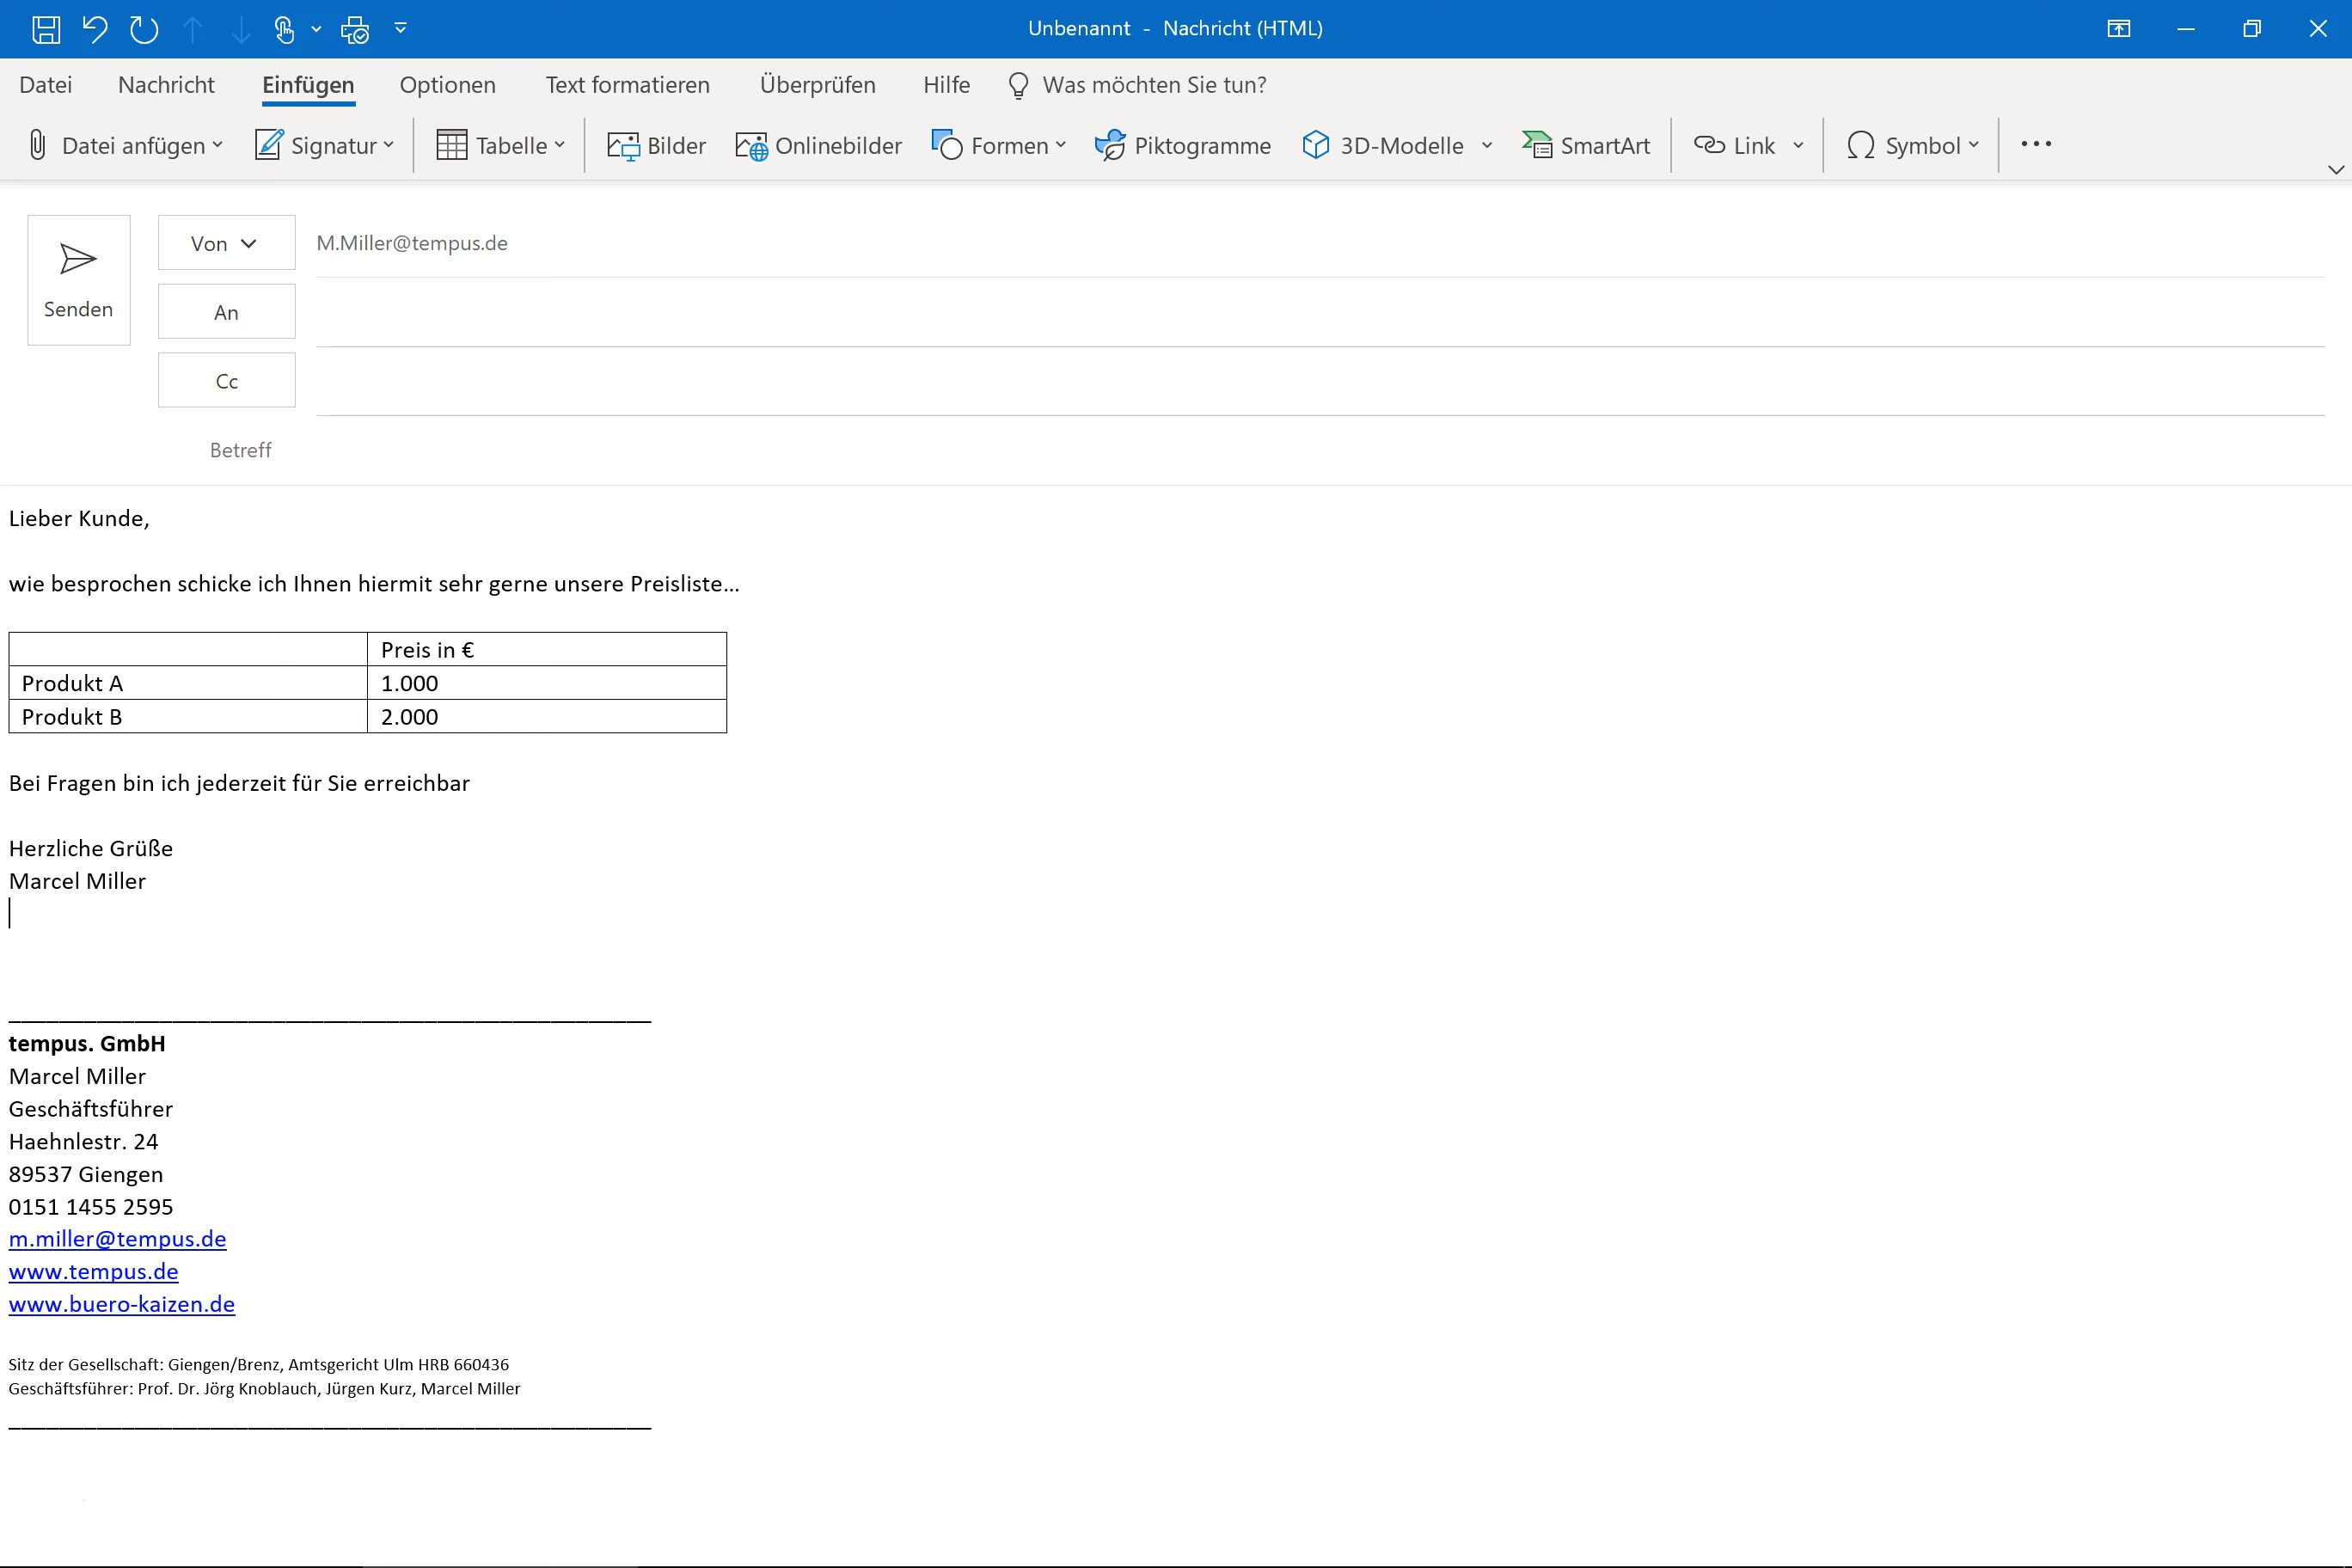 Unbenannt - Nachricht (HTML)
Datei Nachricht Einfügen Optionen Text formatieren Überprüfen Hilfe Was möchten Sie tun?
Datei anfügen Signatur Tabelle Bilder Onlinebilder Formen Piktogramme 3D-Modelle SmartArt Link Symbol ...
Senden
Von M.Miller@tempus.de
An
Cc
Betreff
Lieber Kunde,
wie besprochen schicke ich Ihnen hiermit sehr gerne unsere Preisliste...
Preis in €
Produkt A 1.000
Produkt B 2.000
Bei Fragen bin ich jederzeit für Sie erreichbar
Herzliche Grüße
Marcel Miller
tempus. GmbH
Marcel Miller
Geschäftsführer
Haehnlestr. 24
89537 Giengen
0151 1455 2595
m.miller@tempus.de
www.tempus.de
www.buero-kaizen.de
Sitz der Gesellschaft: Giengen/Brenz, Amtsgericht Ulm HRB 660436
Geschäftsführer: Prof. Dr. Jörg Knoblauch, Jürgen Kurz, Marcel Miller